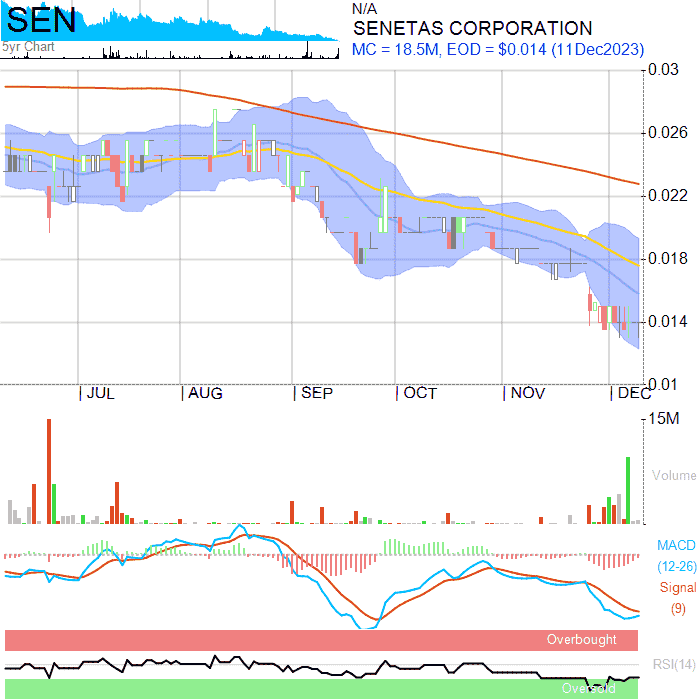 SEN
5yr Chart
N/A
SENETAS CORPORATION
MC = 18.5M, EOD = $0.014 (11Dec2023)
0.03
0.026
0.022
0.018
0.014
0.01
JUL AUG SEP OCT NOV DEC
15M
Volume
MACD
(12-26)
Signal
(9)
Overbought
RSI(14)
Oversold